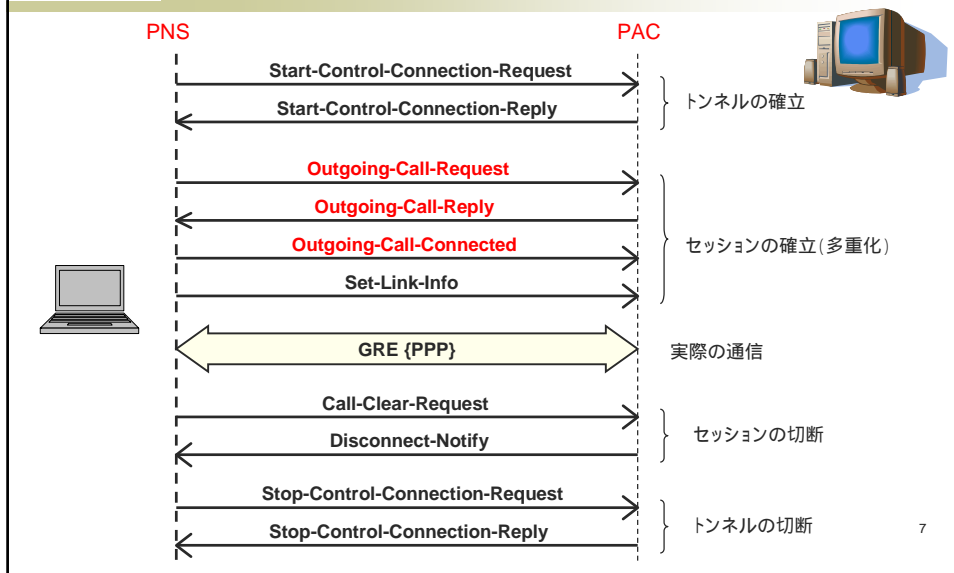 PNS
PAC
Start-Control-Connection-Request
Start-Control-Connection-Reply
トンネルの確立
Outgoing-Call-Request
Outgoing-Call-Reply
Outgoing-Call-Connected
Set-Link-Info
セッションの確立(多重化)
GRE {PPP}
実際の通信
Call-Clear-Request
Disconnect-Notify
セッションの切断
Stop-Control-Connection-Request
Stop-Control-Connection-Reply
トンネルの切断
7